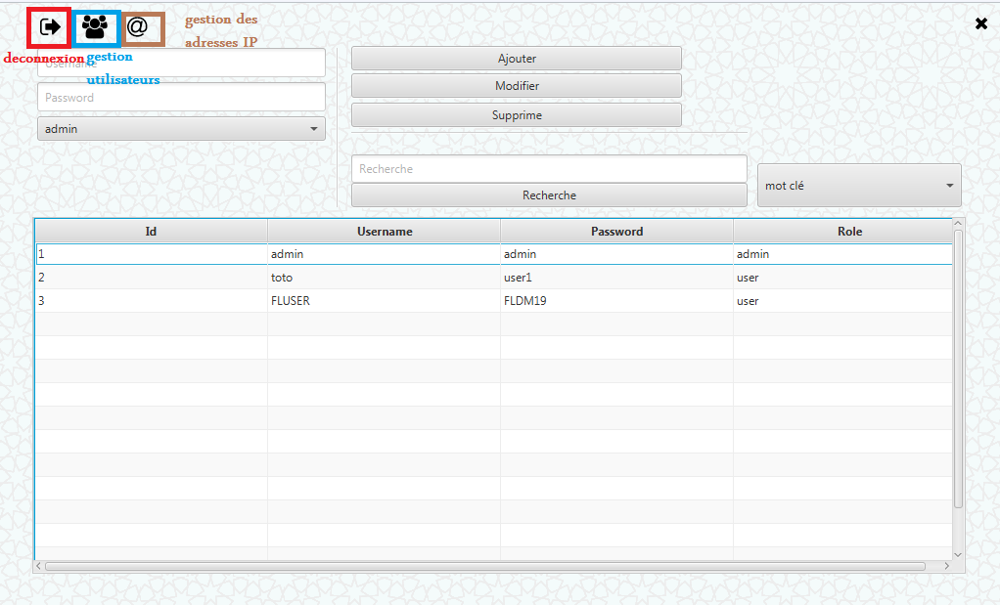 gestion des
adresses IP
deconnexion
gestion
utilisateurs
Username
Password
admin
Ajouter
Modifier
Supprime
Recherche
Recherche
mot clé
Id Username Password Role
1 admin admin admin
2 toto user1 user
3 FLUSER FLDM19 user